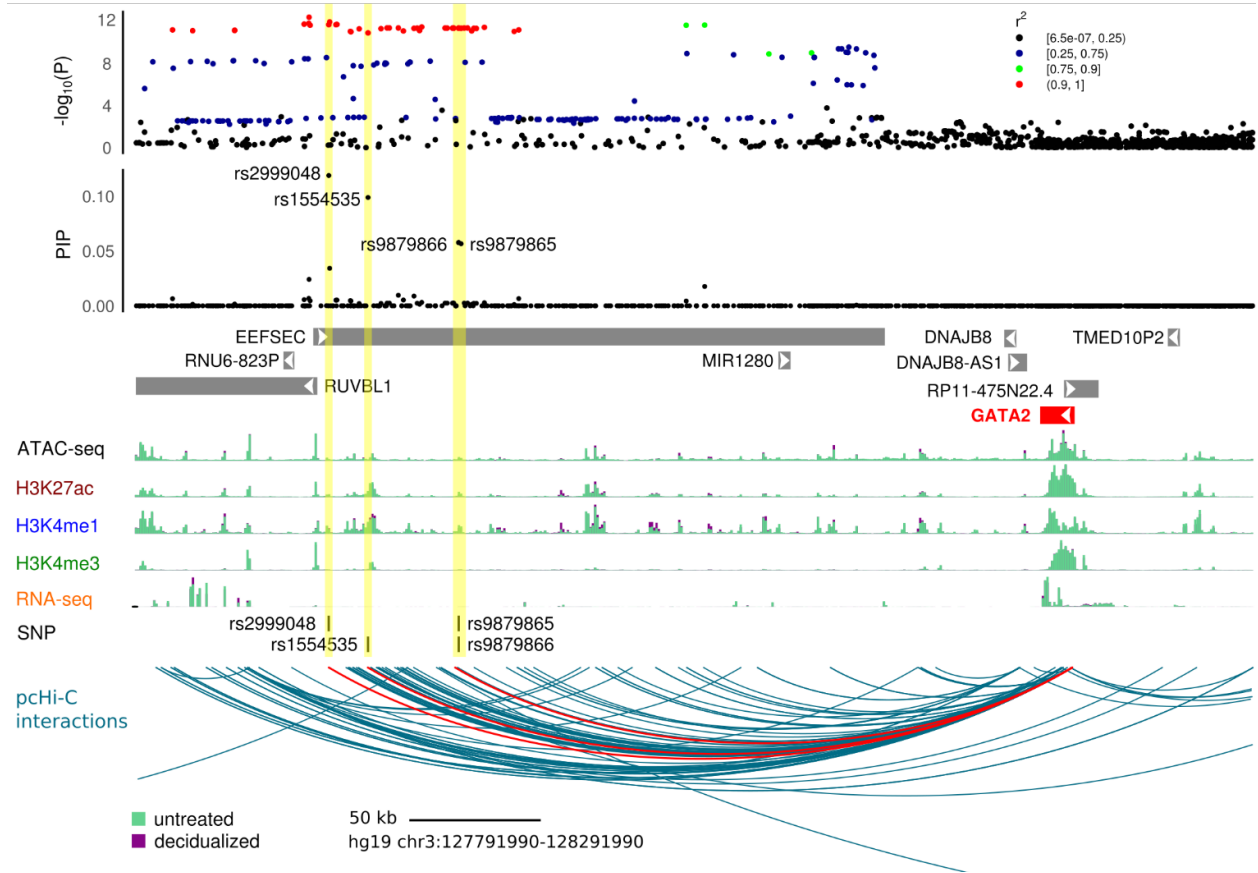 12
8
4
0
-log10(P)
r2
[6.5e-07, 0.25)
[0.25, 0.75)
[0.75, 0.9]
(0.9, 1]
rs2999048
rs1554535
rs9879866 rs9879865
0.10
0.05
0.00
PIP
EEFSEC DNAJB8 TMED10P2
RNU6-823P MIR1280 DNAJB8-AS1
RUVBL1 RP11-475N22.4
GATA2
ATAC-seq
H3K27ac
H3K4me1
H3K4me3
RNA-seq
SNP
rs2999048 rs9879865
rs1554535 rs9879866
pcHi-C
interactions
untreated 50 kb
decidualized hg19 chr3:127791990-128291990